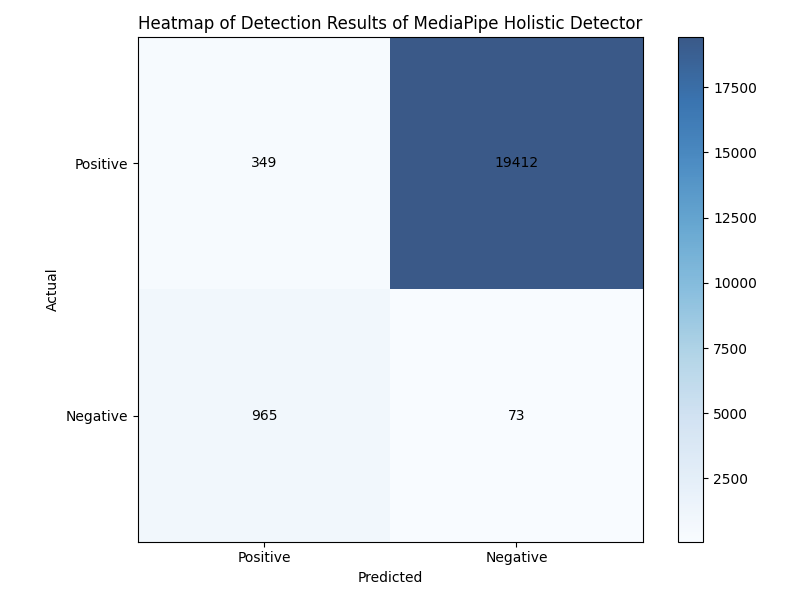 Heatmap of Detection Results of MediaPipe Holistic Detector
Positive
349
19412
Negative
965
73
Actual
Positive
Negative
Predicted
17500
15000
12500
10000
7500
5000
2500